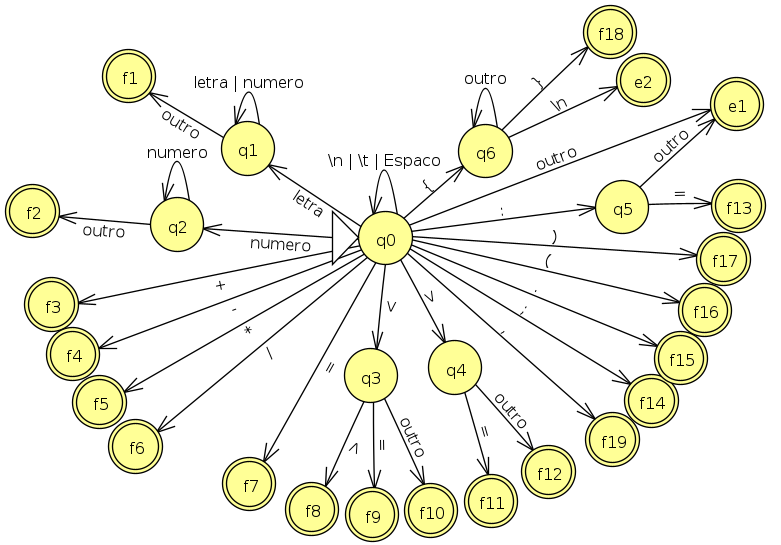 f18
f1
e2
letra | numero
outro
}
\n
e1
outro
q1
q6
numero
\n | \t | Espaco
outro
outro
{
letra
q5
=
f13
f2
outro
q2
numero
q0
:
)
f17
(
f3
+
f16
-
<
>
.
f4
*
;
f15
/
,
=
q3
q4
f5
f14
outro
f6
>
=
outro
=
f19
f12
f7
f8
f9
f10
f11